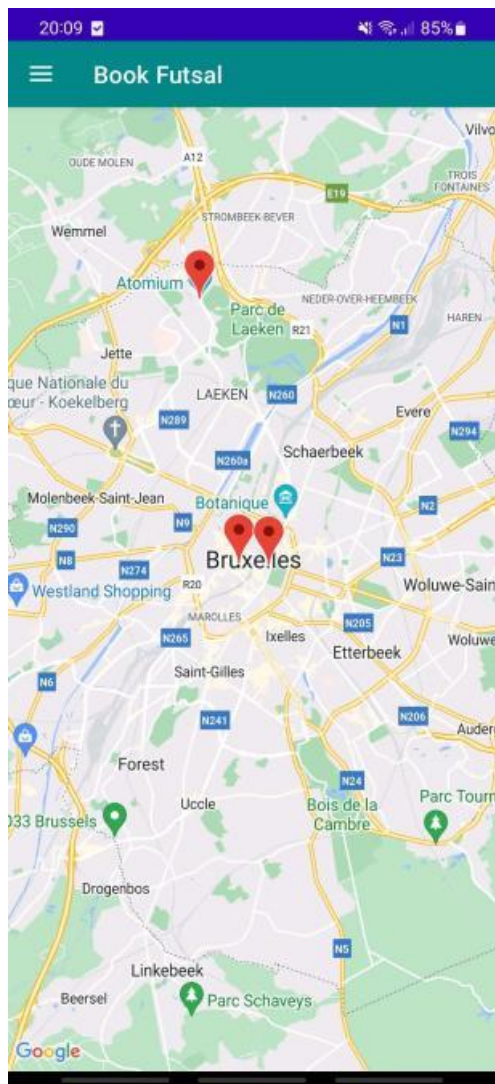 20:09
85%
Book Futsal
Vilvo
OUDE MOLEN
A12
TROIS
FONTAINES
E19
STROMBEEK-BEVER
Wemmel
Atomium
NEDER-OVER-HEEMBEEK
Parc de
Laeken
R21
N1
HAREN
Jette
que Nationale du
œur - Koekelberg
LAEKEN
N260
Evere
N289
N294
Schaerbeek
N260a
Molenbeek-Saint-Jean
Botanique
N2
N290
N9
Bruxelles
N8
N274
N23
R20
Westland Shopping
Woluwe-Sain
MAROLLES
N205
N265
Ixelles
Etterbeek
Woluwe
Saint-Gilles
N6
N241
N206
Auder
Forest
N24
Uccle
Bois de la
Cambre
Parc Tourn
033 Brussels
Drogenbos
N5
Linkebeek
Beersel
Parc Schaveys
Google